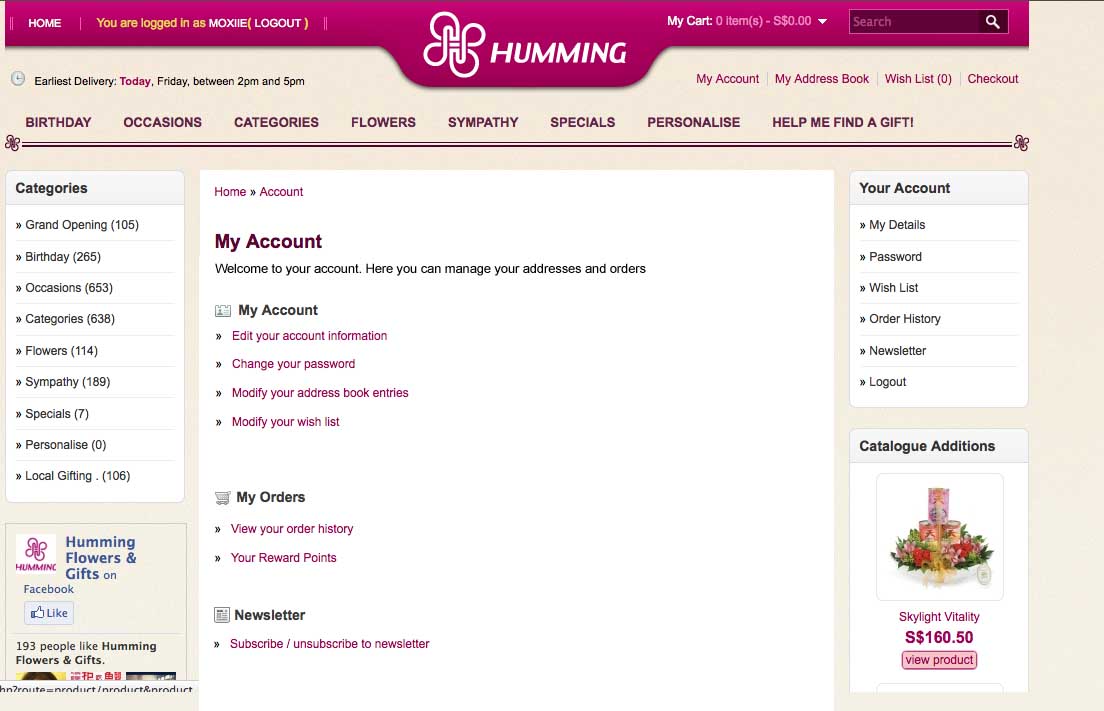 HOME
You are logged in as MOXIIE( LOGOUT )
HUMMING
My Cart: 0 item(s) - S$0.00
Search
Earliest Delivery: Today, Friday, between 2pm and 5pm
My Account
My Address Book
Wish List (0)
Checkout
BIRTHDAY OCCASIONS CATEGORIES FLOWERS SYMPATHY SPECIALS PERSONALISE HELP ME FIND A GIFT!
Categories
» Grand Opening (105)
» Birthday (265)
» Occasions (653)
» Categories (638)
» Flowers (114)
» Sympathy (189)
» Specials (7)
» Personalise (0)
» Local Gifting . (106)
HUMMING
Humming
Flowers &
Gifts on
Facebook
Like
193 people like Humming
Flowers & Gifts.
hp?route=product/product&product
Home » Account
My Account
Welcome to your account. Here you can manage your addresses and orders
My Account
» Edit your account information
» Change your password
» Modify your address book entries
» Modify your wish list
My Orders
» View your order history
» Your Reward Points
Newsletter
» Subscribe / unsubscribe to newsletter
Your Account
» My Details
» Password
» Wish List
» Order History
» Newsletter
» Logout
Catalogue Additions
Skylight Vitality
S$160.50
view product